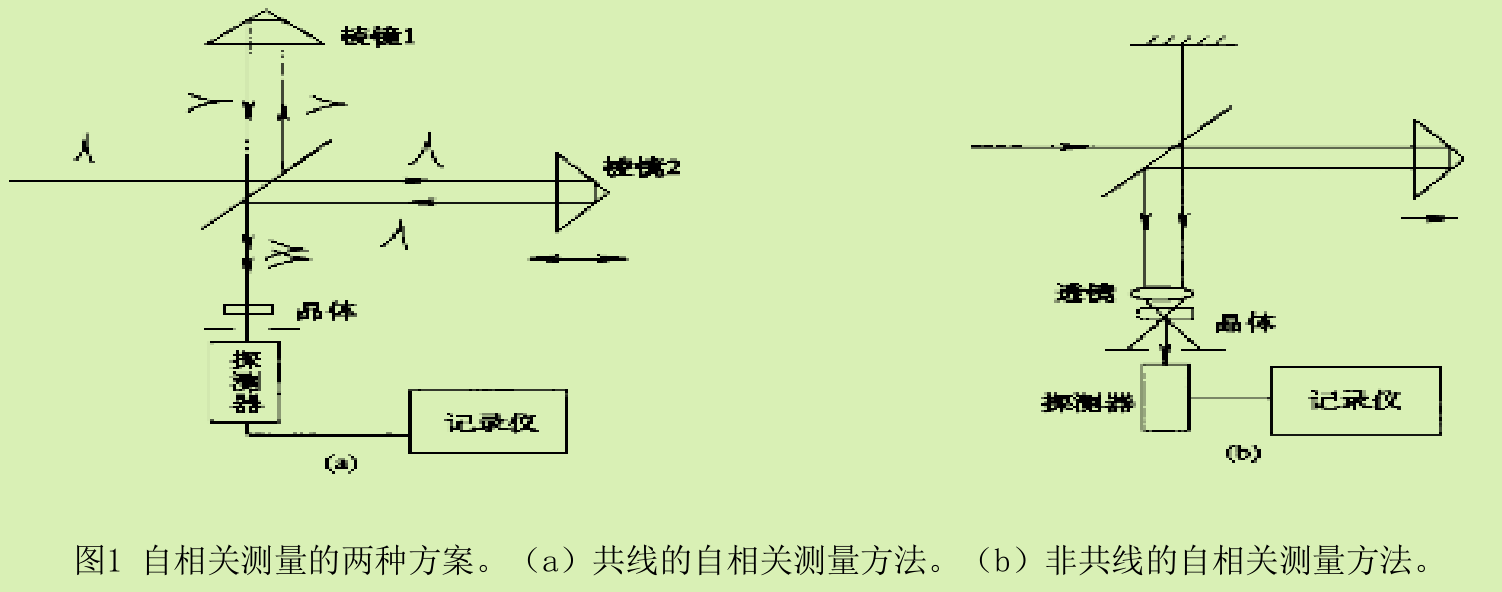 棱镜1
棱镜2
晶体
探测器
记录仪
(a)
透镜
晶体
探测器
记录仪
(b)
图1 自相关测量的两种方案。（a）共线的自相关测量方法。（b）非共线的自相关测量方法。